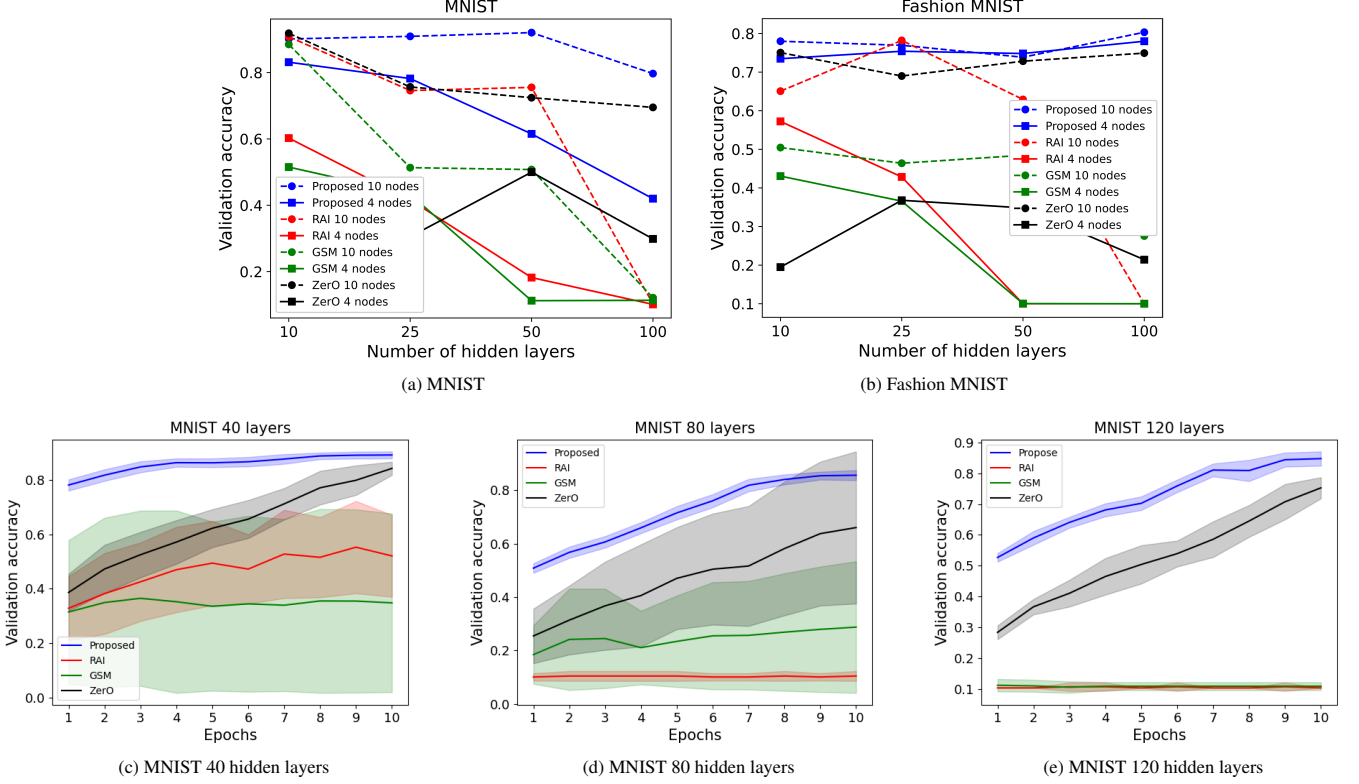 MNIST
Validation accuracy
0.8
0.6
0.4
0.2
Proposed 10 nodes
Proposed 4 nodes
RAI 10 nodes
RAI 4 nodes
GSM 10 nodes
GSM 4 nodes
ZerO 10 nodes
ZerO 4 nodes
10 25 50 100
Number of hidden layers
(a) MNIST
Fashion MNIST
Validation accuracy
0.8
0.7
0.6
0.5
0.4
0.3
0.2
0.1
Proposed 10 nodes
Proposed 4 nodes
RAI 10 nodes
RAI 4 nodes
GSM 10 nodes
GSM 4 nodes
ZerO 10 nodes
ZerO 4 nodes
10 25 50 100
Number of hidden layers
(b) Fashion MNIST
MNIST 40 layers
Validation accuracy
0.8
0.6
0.4
0.2
0.0
Proposed
RAI
GSM
ZerO
1 2 3 4 5 6 7 8 9 10
Epochs
(c) MNIST 40 hidden layers
MNIST 80 layers
Validation accuracy
0.8
0.6
0.4
0.2
0.0
Proposed
RAI
GSM
ZerO
1 2 3 4 5 6 7 8 9 10
Epochs
(d) MNIST 80 hidden layers
MNIST 120 layers
Validation accuracy
0.9
0.8
0.7
0.6
0.5
0.4
0.3
0.2
0.1
Propose
RAI
GSM
ZerO
1 2 3 4 5 6 7 8 9 10
Epochs
(e) MNIST 120 hidden layers